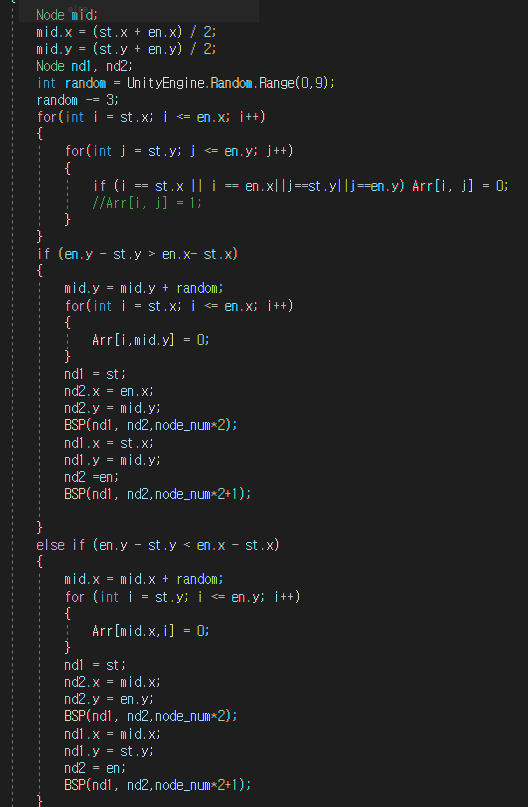 {
Node mid;
mid.x = (st.x + en.x) / 2;
mid.y = (st.y + en.y) / 2;
Node nd1, nd2;
int random = UnityEngine.Random.Range(0,9);
random -= 3;
for(int i = st.x; i <= en.x; i++)
{
for(int j = st.y; j <= en.y; j++)
{
if (i == st.x || i == en.x||j==st.y||j==en.y) Arr[i, j] = 0;
//Arr[i, j] = 1;
}
}
if (en.y - st.y > en.x- st.x)
{
mid.y = mid.y + random;
for(int i = st.x; i <= en.x; i++)
{
Arr[i,mid.y] = 0;
}
nd1 = st;
nd2.x = en.x;
nd2.y = mid.y;
BSP(nd1, nd2,node_num*2);
nd1.x = st.x;
nd1.y = mid.y;
nd2 =en;
BSP(nd1, nd2,node_num*2+1);
}
else if (en.y - st.y < en.x - st.x)
{
mid.x = mid.x + random;
for (int i = st.y; i <= en.y; i++)
{
Arr[mid.x,i] = 0;
}
nd1 = st;
nd2.x = mid.x;
nd2.y = en.y;
BSP(nd1, nd2,node_num*2);
nd1.x = mid.x;
nd1.y = st.y;
nd2 = en;
BSP(nd1, nd2,node_num*2+1);
}